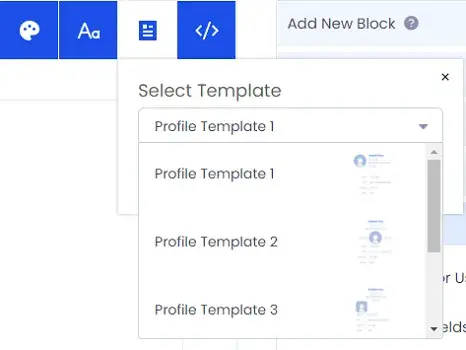 Aa
</>
Add New Block ?
×
Select Template
Profile Template 1
Profile Template 1
Profile Template 2
or Us
Profile Template 3
elds